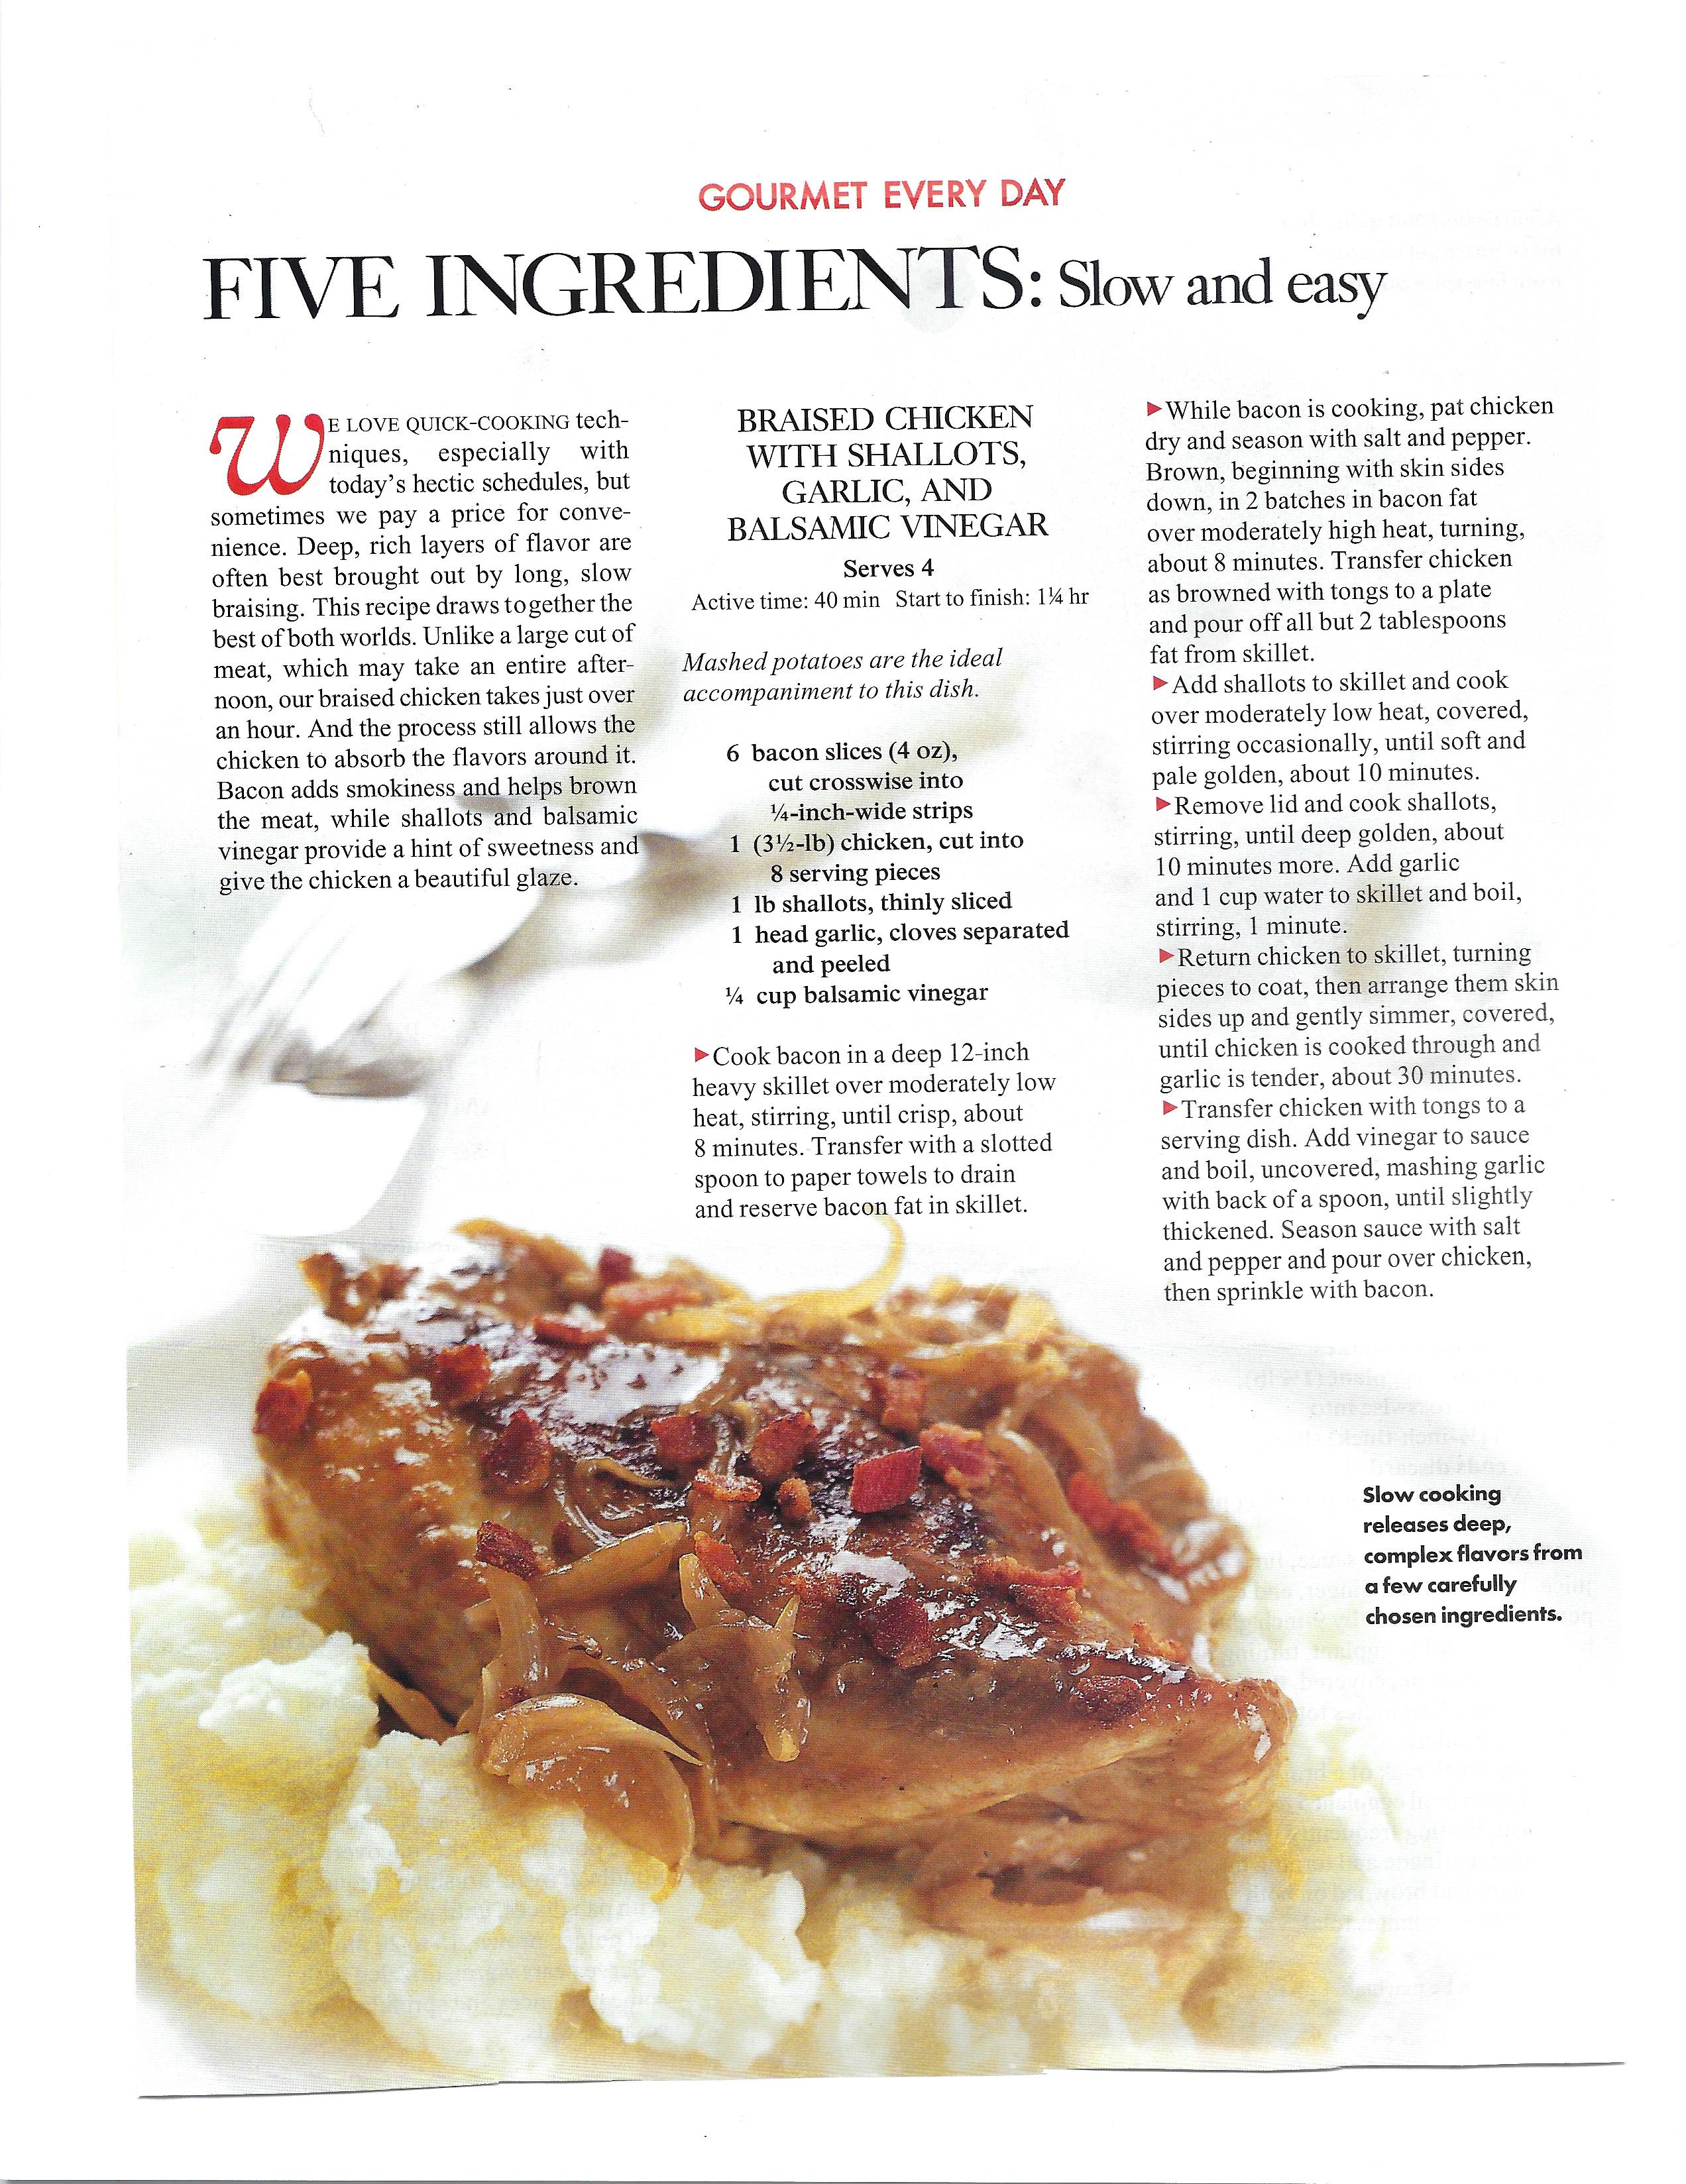 GOURMET EVERY DAY
FIVE INGREDIENTS: Slow and easy
WE LOVE QUICK-COOKING tech-
niques, especially with
today's hectic schedules, but
sometimes we pay a price for conve-
nience. Deep, rich layers of flavor are
often best brought out by long, slow
braising. This recipe draws together the
best of both worlds. Unlike a large cut of
meat, which may take an entire after-
noon, our braised chicken takes just over
an hour. And the process still allows the
chicken to absorb the flavors around it.
Bacon adds smokiness and helps brown
the meat, while shallots and balsamic
vinegar provide a hint of sweetness and
give the chicken a beautiful glaze.
BRAISED CHICKEN
WITH SHALLOTS,
GARLIC, AND
BALSAMIC VINEGAR
Serves 4
Active time: 40 min Start to finish: 1¼ hr
Mashed potatoes are the ideal
accompaniment to this dish.
6 bacon slices (4 oz),
cut crosswise into
¼-inch-wide strips
1 (3½-lb) chicken, cut into
8 serving pieces
1 lb shallots, thinly sliced
1 head garlic, cloves separated
and peeled
¼ cup balsamic vinegar
▶Cook bacon in a deep 12-inch
heavy skillet over moderately low
heat, stirring, until crisp, about
8 minutes. Transfer with a slotted
spoon to paper towels to drain
and reserve bacon fat in skillet.
▶While bacon is cooking, pat chicken
dry and season with salt and pepper.
Brown, beginning with skin sides
down, in 2 batches in bacon fat
over moderately high heat, turning,
about 8 minutes. Transfer chicken
as browned with tongs to a plate
and pour off all but 2 tablespoons
fat from skillet.
▶Add shallots to skillet and cook
over moderately low heat, covered,
stirring occasionally, until soft and
pale golden, about 10 minutes.
▶Remove lid and cook shallots,
stirring, until deep golden, about
10 minutes more. Add garlic
and 1 cup water to skillet and boil,
stirring, 1 minute.
▶Return chicken to skillet, turning
pieces to coat, then arrange them skin
sides up and gently simmer, covered,
until chicken is cooked through and
garlic is tender, about 30 minutes.
▶Transfer chicken with tongs to a
serving dish. Add vinegar to sauce
and boil, uncovered, mashing garlic
with back of a spoon, until slightly
thickened. Season sauce with salt
and pepper and pour over chicken,
then sprinkle with bacon.
Slow cooking
releases deep,
complex flavors from
a few carefully
chosen ingredients.